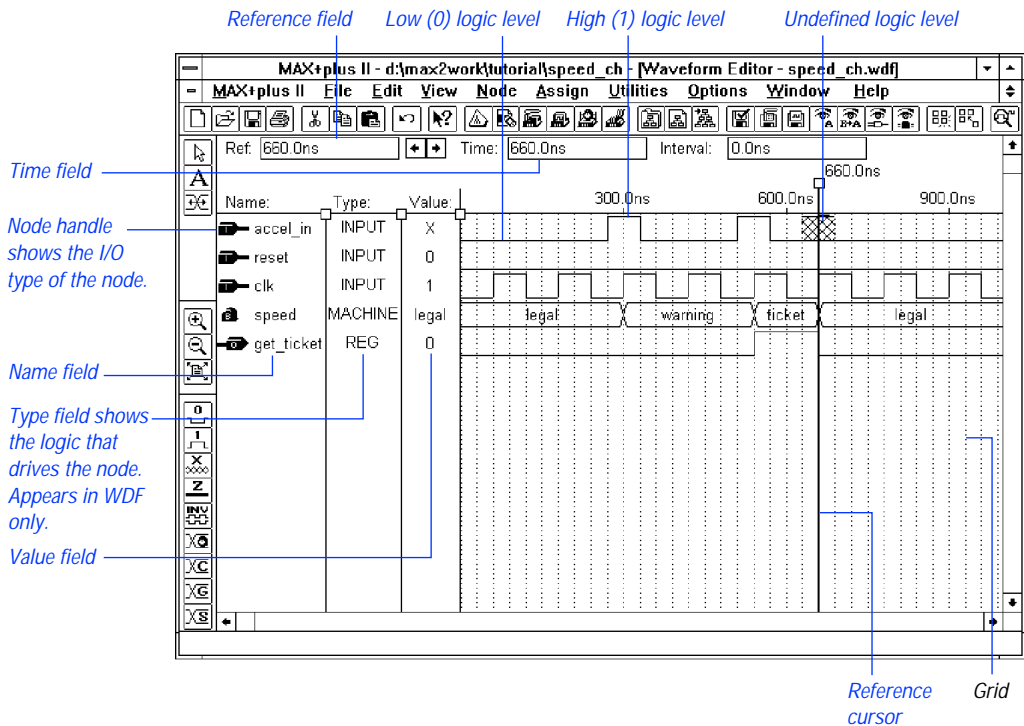 Reference field
Low (0) logic level
High (1) logic level
Undefined logic level
MAX+plus II - d:\max2work\tutorial\speed_ch - [Waveform Editor - speed_ch.wdf]
MAX+plus II File Edit View Node Assign Utilities Options Window Help
Ref: 660.0ns Time: 660.0ns Interval: 0.0ns
660.0ns
Name: Type: Value: 300.0ns 600.0ns 900.0ns
accel_in INPUT X
reset INPUT 0
clk INPUT 1
speed MACHINE legal legal warning ticket legal
get_ticket REG 0
A
0
1
X
Z
INV
C
G
S
Time field
Node handle
shows the I/O
type of the node.
Name field
Type field shows
the logic that
drives the node.
Appears in WDF
only.
Value field
Reference
cursor
Grid